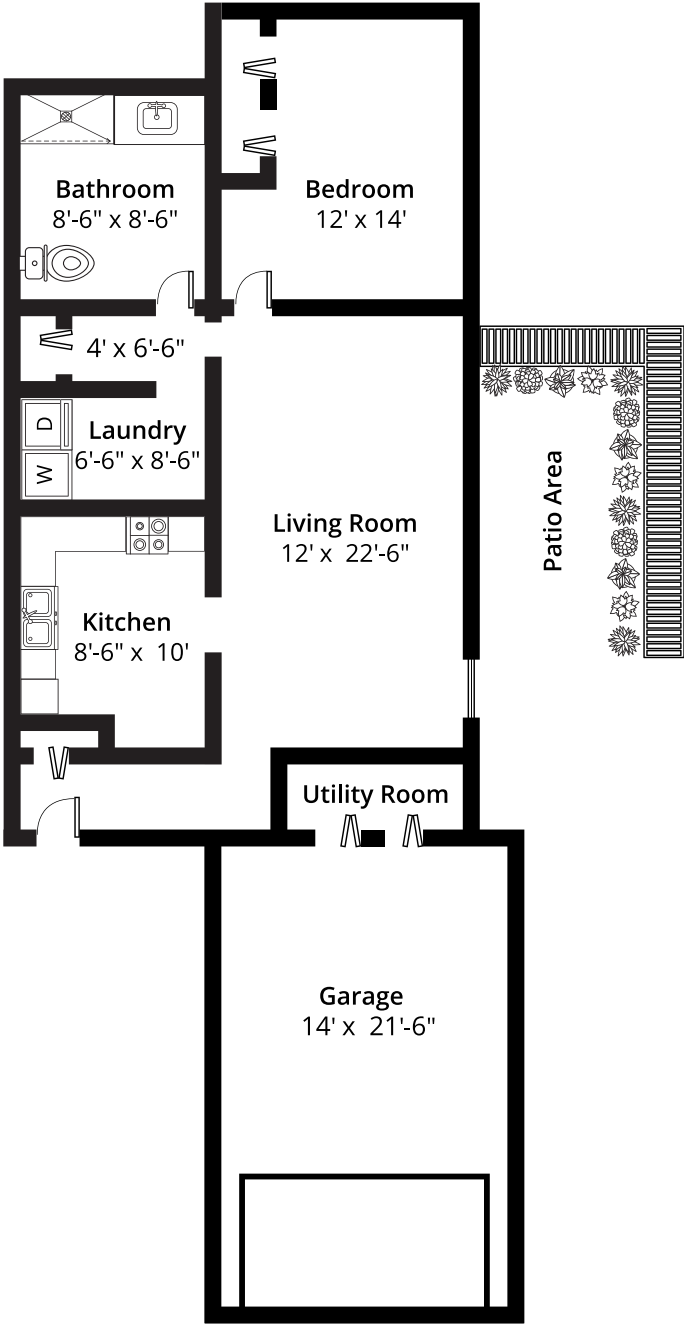 Bathroom
8'-6" x 8'-6"
Bedroom
12' x 14'
4' x 6'-6"
D
Laundry
6'-6" x 8'-6"
W
Living Room
12' x  22'-6"
Patio Area
Kitchen
8'-6" x  10'
Utility Room
Garage
14' x  21'-6"